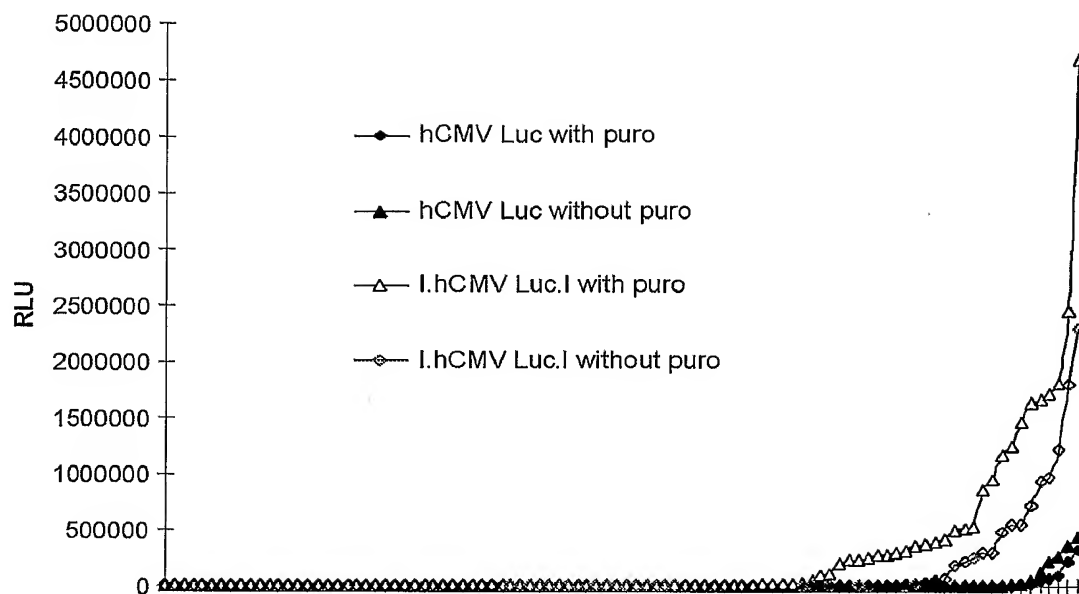 5000000
4500000
4000000
3500000
3000000
2500000
2000000
1500000
1000000
500000
0
RLU
hCMV Luc with puro
hCMV Luc without puro
I.hCMV Luc.I with puro
I.hCMV Luc.I without puro